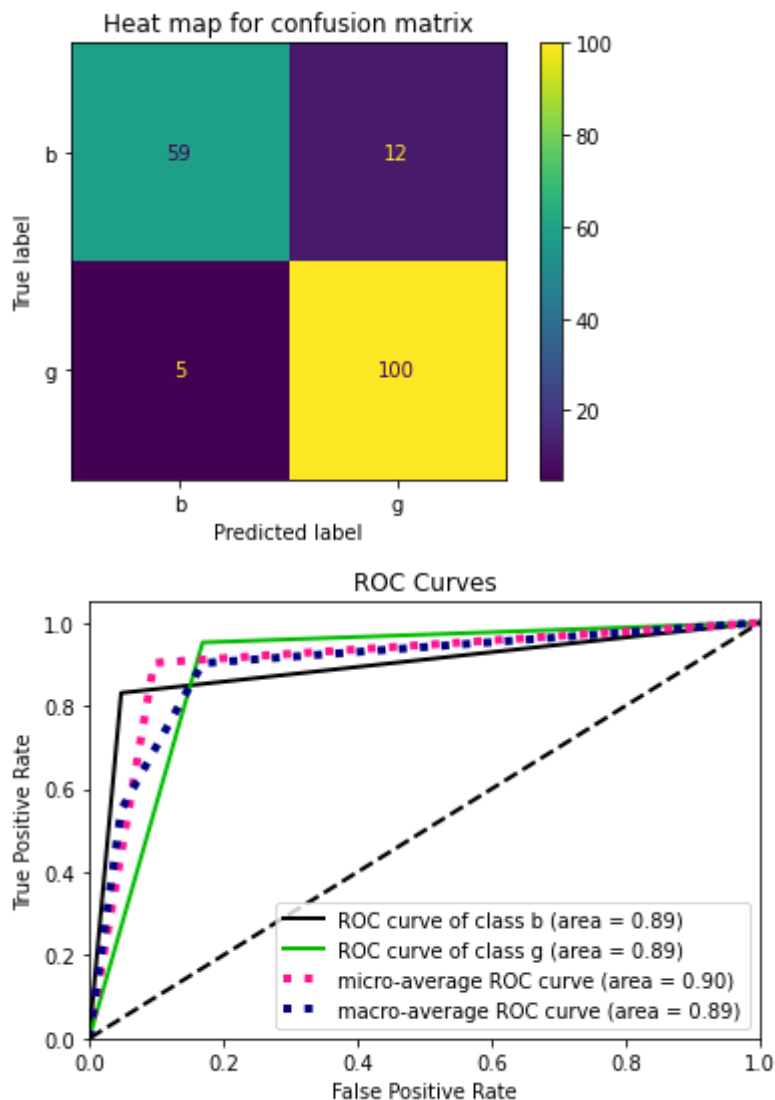 Heat map for confusion matrix
100
80
60
40
20
True label
b
59
12
g
5
100
b
g
Predicted label
ROC Curves
True Positive Rate
1.0
0.8
0.6
0.4
0.2
0.0
ROC curve of class b (area = 0.89)
ROC curve of class g (area = 0.89)
micro-average ROC curve (area = 0.90)
macro-average ROC curve (area = 0.89)
0.0
0.2
0.4
0.6
0.8
1.0
False Positive Rate